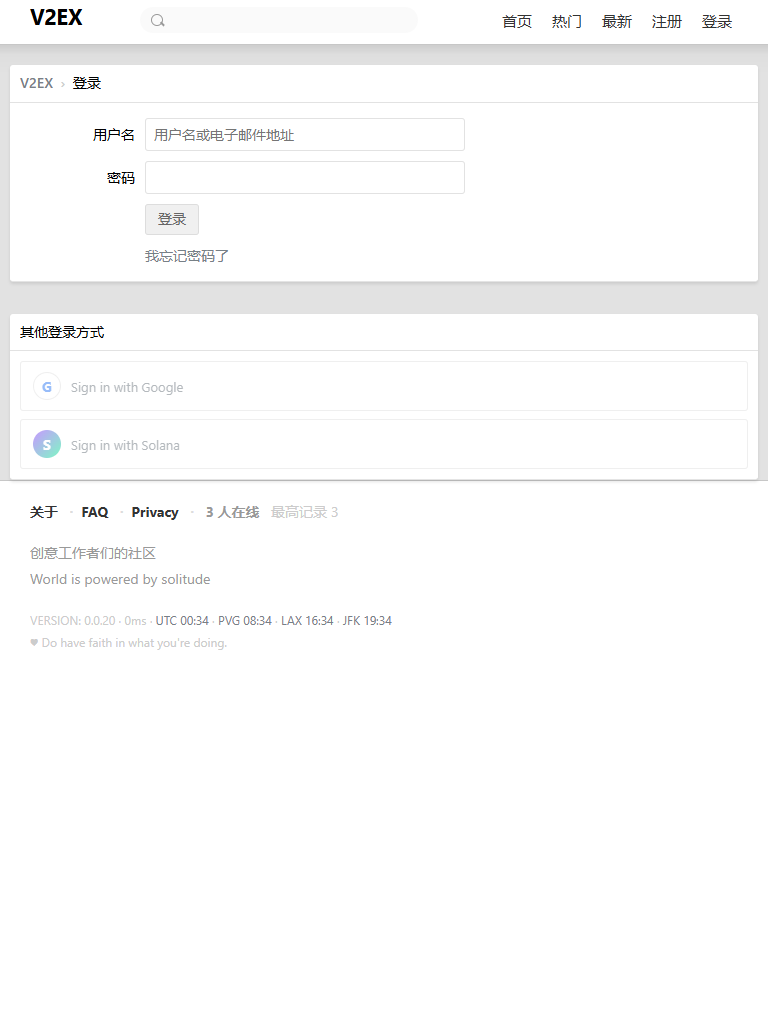 V2EX 首页 热门 最新 注册 登录
V2EX › 登录
用户名 用户名或电子邮件地址
密码
登录
我忘记密码了
其他登录方式
G Sign in with Google
S Sign in with Solana
关于 · FAQ · Privacy · 3 人在线 最高记录 3
创意工作者们的社区
World is powered by solitude
VERSION: 0.0.20 · 0ms · UTC 00:34 · PVG 08:34 · LAX 16:34 · JFK 19:34
♥ Do have faith in what you're doing.